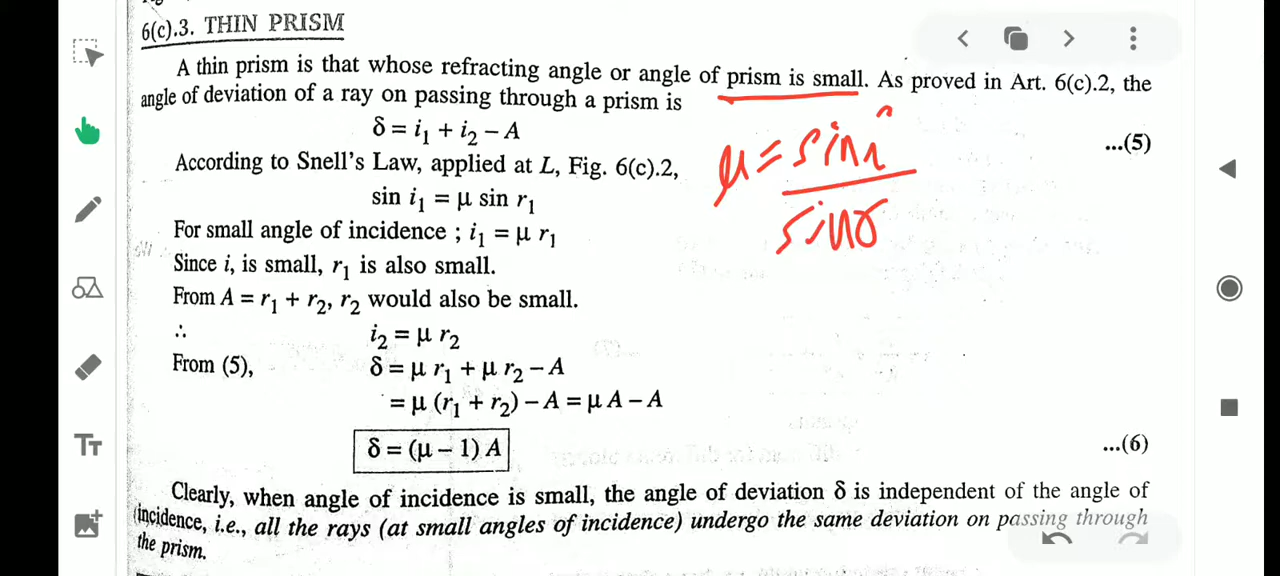 6(c).3. THIN PRISM
A thin prism is that whose refracting angle or angle of prism is small. As proved in Art. 6(c).2, the
angle of deviation of a ray on passing through a prism is
δ = i₁ + i₂ – A ...(5)
According to Snell's Law, applied at L, Fig. 6(c).2,
sin i₁ = μ sin r₁
μ = sin i / sin r
For small angle of incidence ; i₁ = μ r₁
Since i, is small, r₁ is also small.
From A = r₁ + r₂, r₂ would also be small.
∴ i₂ = μ r₂
From (5), δ = μ r₁ + μ r₂ – A
= μ (r₁ + r₂) – A = μ A – A
δ = (μ – 1) A ...(6)
Clearly, when angle of incidence is small, the angle of deviation δ is independent of the angle of
incidence, i.e., all the rays (at small angles of incidence) undergo the same deviation on passing through
the prism.
TT